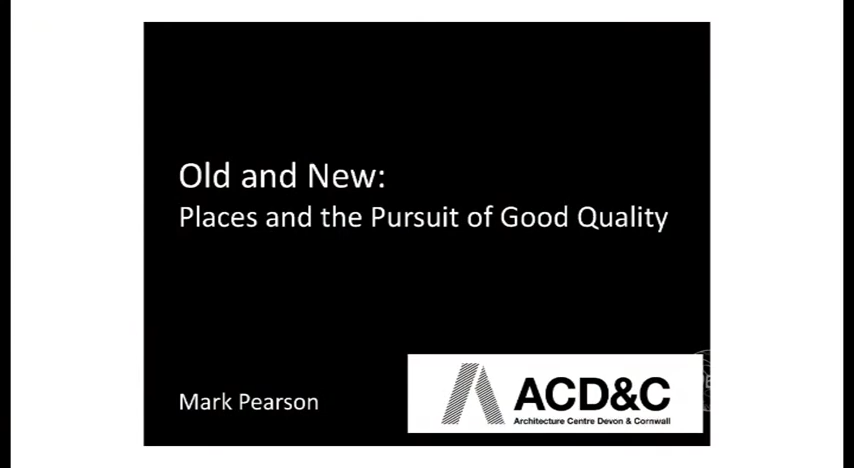 Old and New:
Places and the Pursuit of Good Quality
Mark Pearson
ACD&C
Architecture Centre Devon & Cornwall